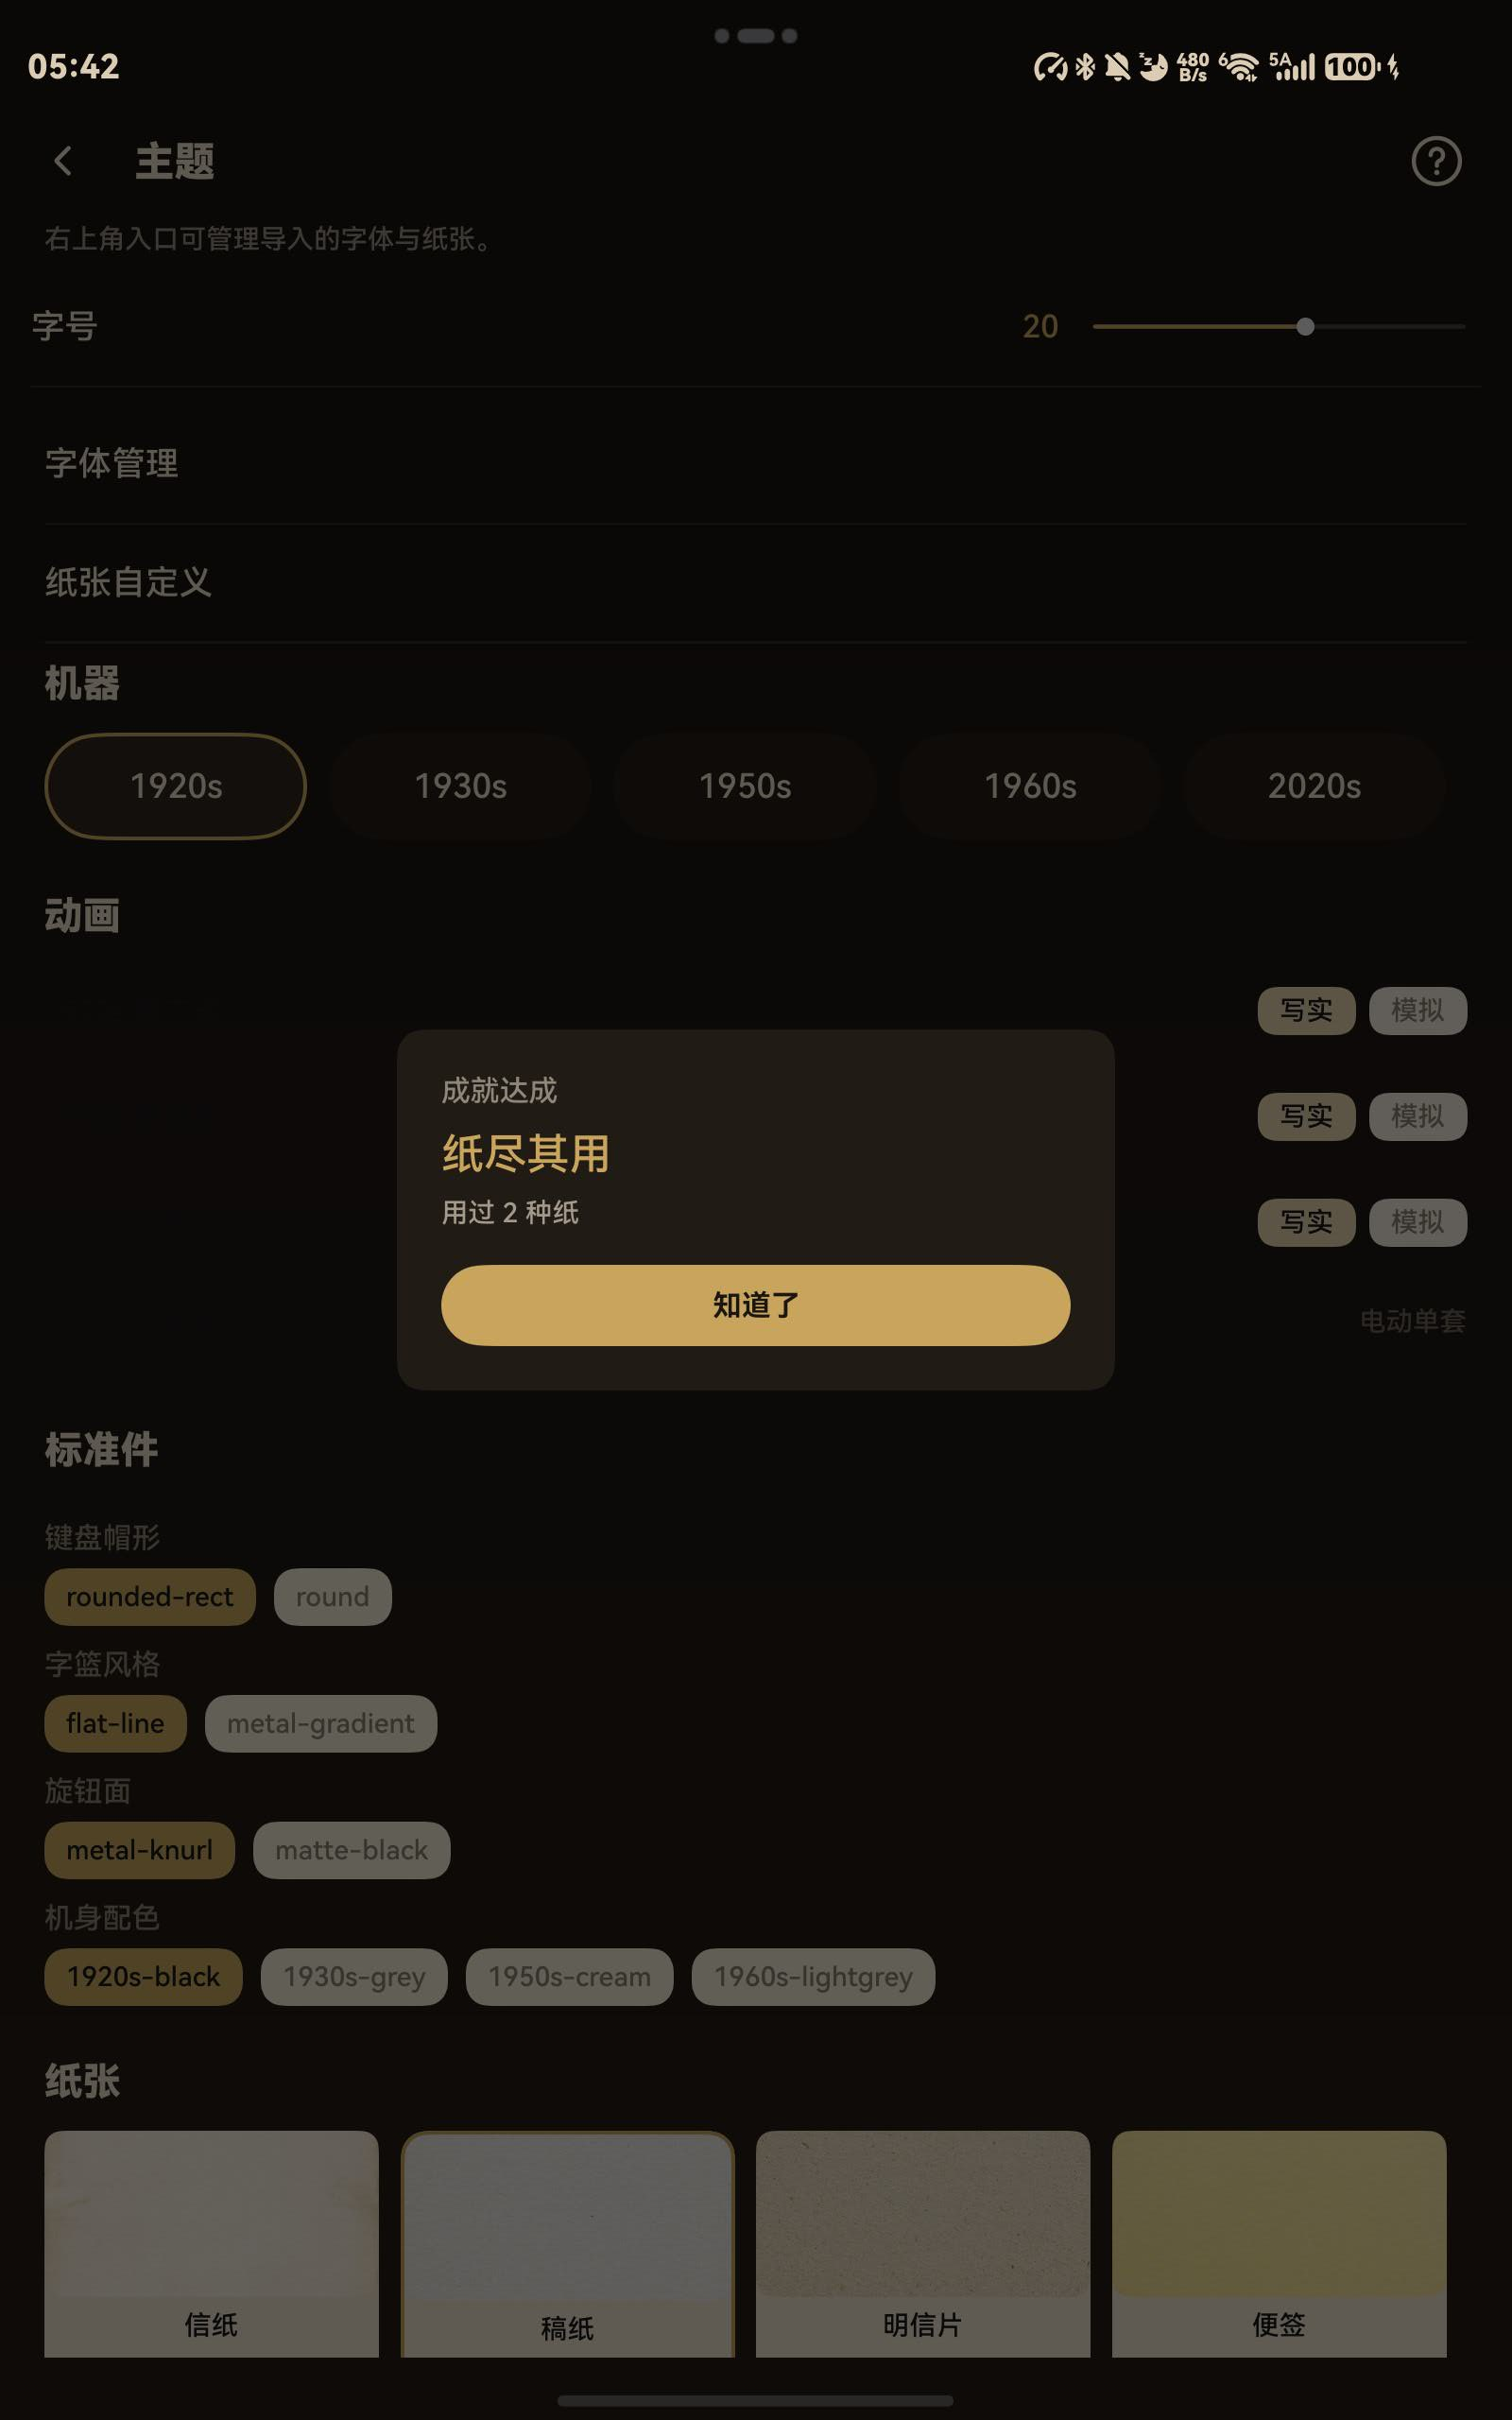 05:42
480 B/s 6 5A 100
主题
右上角入口可管理导入的字体与纸张。
字号 20
字体管理
纸张自定义
机器
1920s 1930s 1950s 1960s 2020s
动画
写实 模拟
成就达成
纸尽其用
写实 模拟
用过 2 种纸
写实 模拟
知道了
电动单套
标准件
键盘帽形
rounded-rect round
字篮风格
flat-line metal-gradient
旋钮面
metal-knurl matte-black
机身配色
1920s-black 1930s-grey 1950s-cream 1960s-lightgrey
纸张
信纸 稿纸 明信片 便签